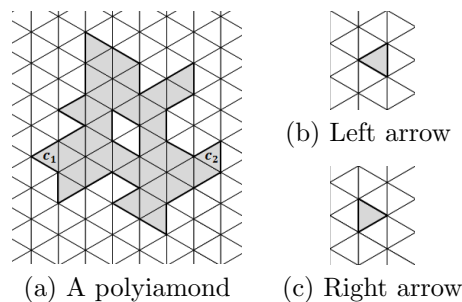 c₁
c₂
(a) A polyiamond
(b) Left arrow
(c) Right arrow